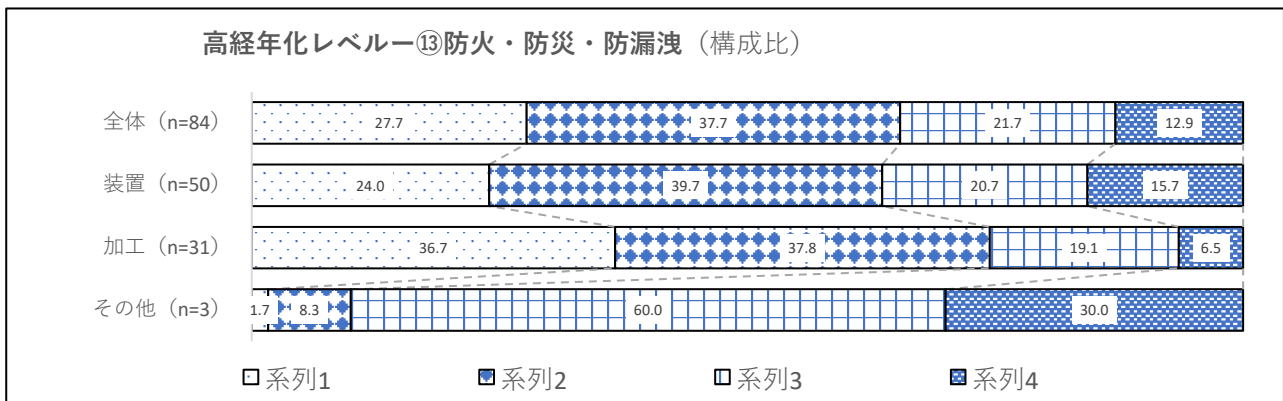 高経年化レベルー⑬防火・防災・防漏洩（構成比）
全体（n=84） 27.7 37.7 21.7 12.9
装置（n=50） 24.0 39.7 20.7 15.7
加工（n=31） 36.7 37.8 19.1 6.5
その他（n=3） 1.7 8.3 60.0 30.0
系列1 系列2 系列3 系列4